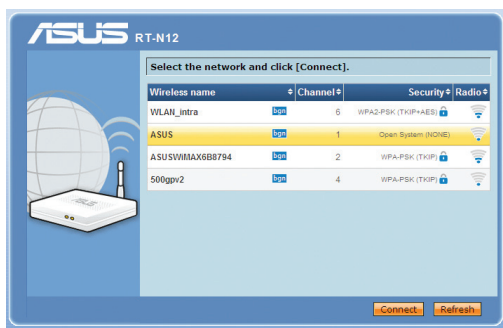 ASUS RT-N12
Select the network and click [Connect].
Wireless name Channel Security Radio
WLAN_intra bgn 6 WPA2-PSK (TKIP+AES)
ASUS bgn 1 Open System (NONE)
ASUSWiMAX6B8794 bgn 2 WPA-PSK (TKIP)
500gpv2 bgn 4 WPA-PSK (TKIP)
Connect Refresh